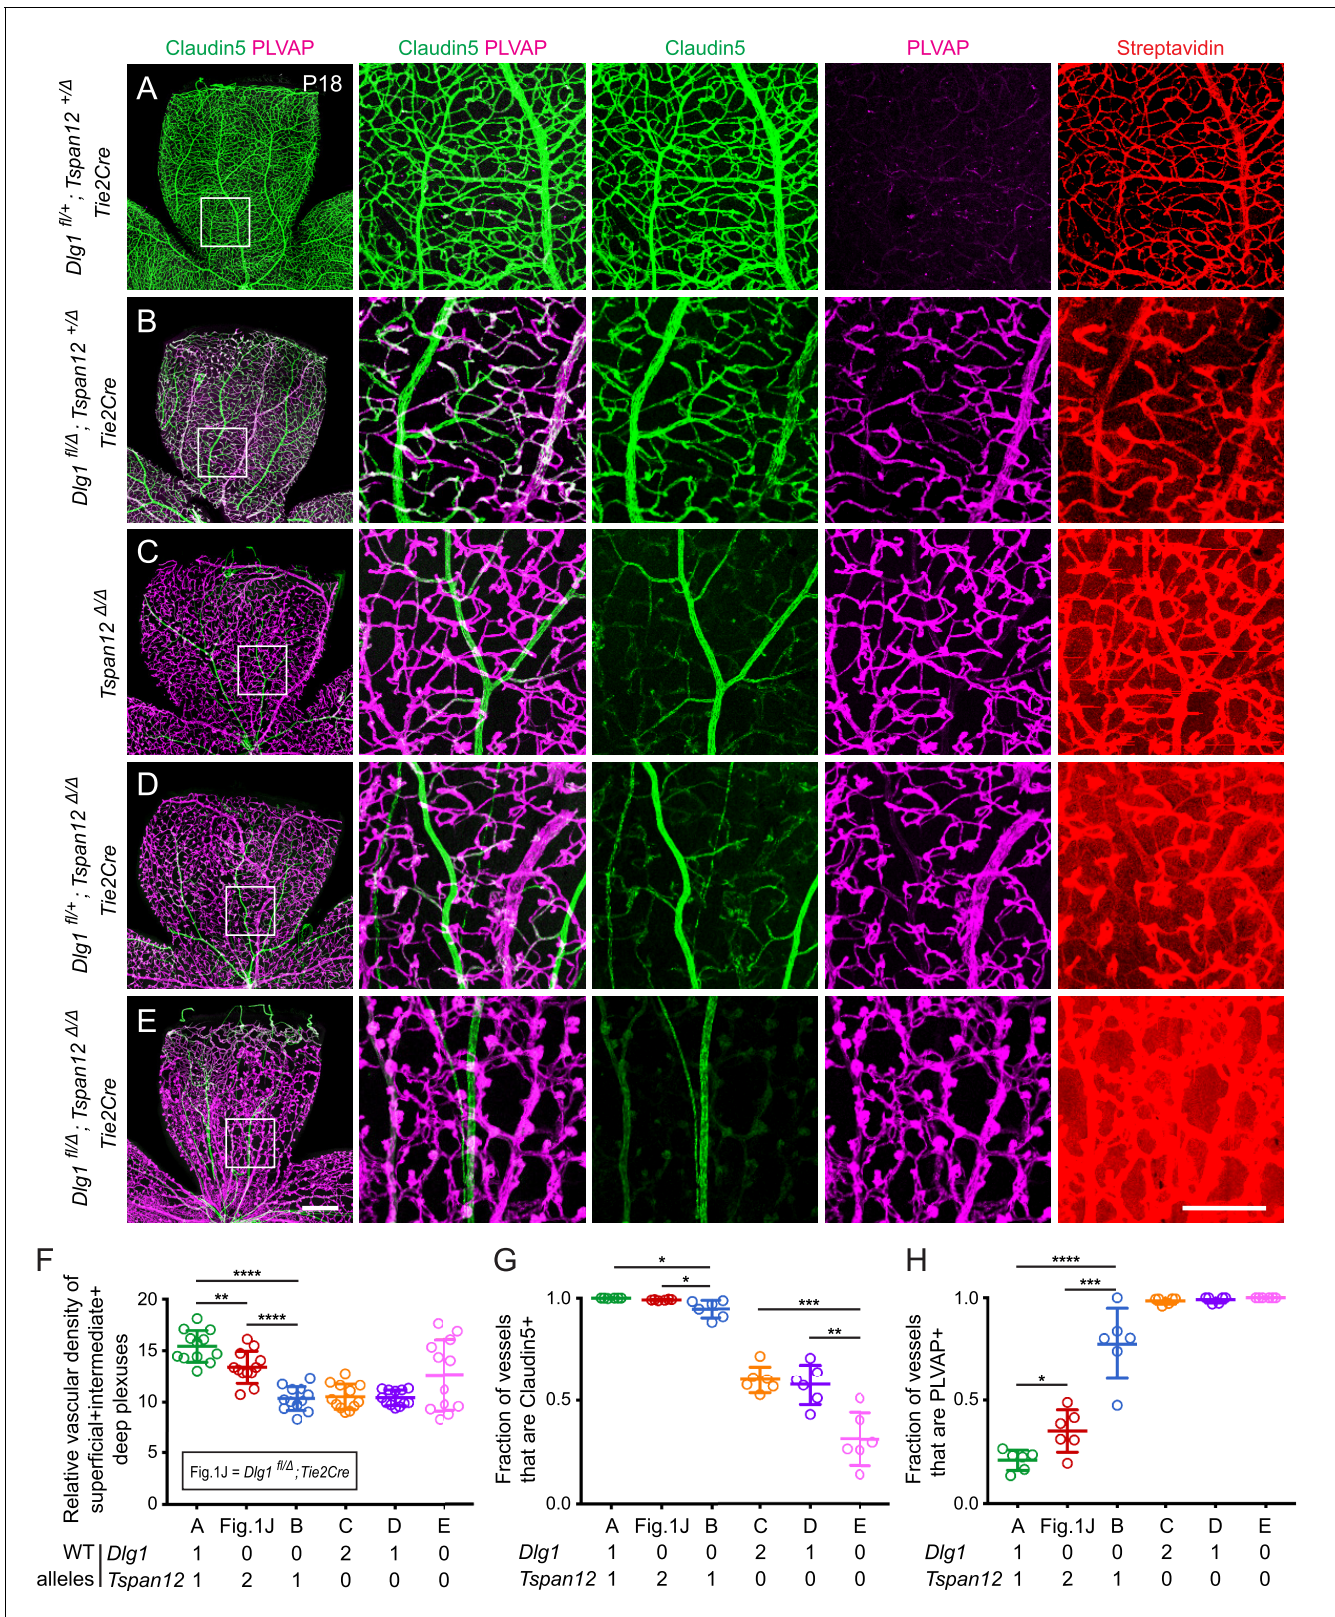 Claudin5 PLVAP
Claudin5 PLVAP
Claudin5
PLVAP
Streptavidin
A
P18
Dlg1 fl/+; Tspan12 +/Δ
Tie2Cre
B
Dlg1 fl/Δ; Tspan12 +/Δ
Tie2Cre
C
Tspan12 Δ/Δ
D
Dlg1 fl/+; Tspan12 Δ/Δ
Tie2Cre
E
Dlg1 fl/Δ; Tspan12 Δ/Δ
Tie2Cre
F
Relative vascular density of
superficial+intermediate+
deep plexuses
20
15
10
5
0
****
**
****
Fig.1J = Dlg1 fl/Δ; Tie2Cre
A Fig.1J B C D E
WT Dlg1 1 0 0 2 1 0
alleles Tspan12 1 2 1 0 0 0
G
Fraction of vessels
that are Claudin5+
1.0
0.5
0.0
*
*
***
**
A Fig.1J B C D E
Dlg1 1 0 0 2 1 0
Tspan12 1 2 1 0 0 0
H
Fraction of vessels
that are PLVAP+
1.0
0.5
0.0
****
***
*
A Fig.1J B C D E
Dlg1 1 0 0 2 1 0
Tspan12 1 2 1 0 0 0